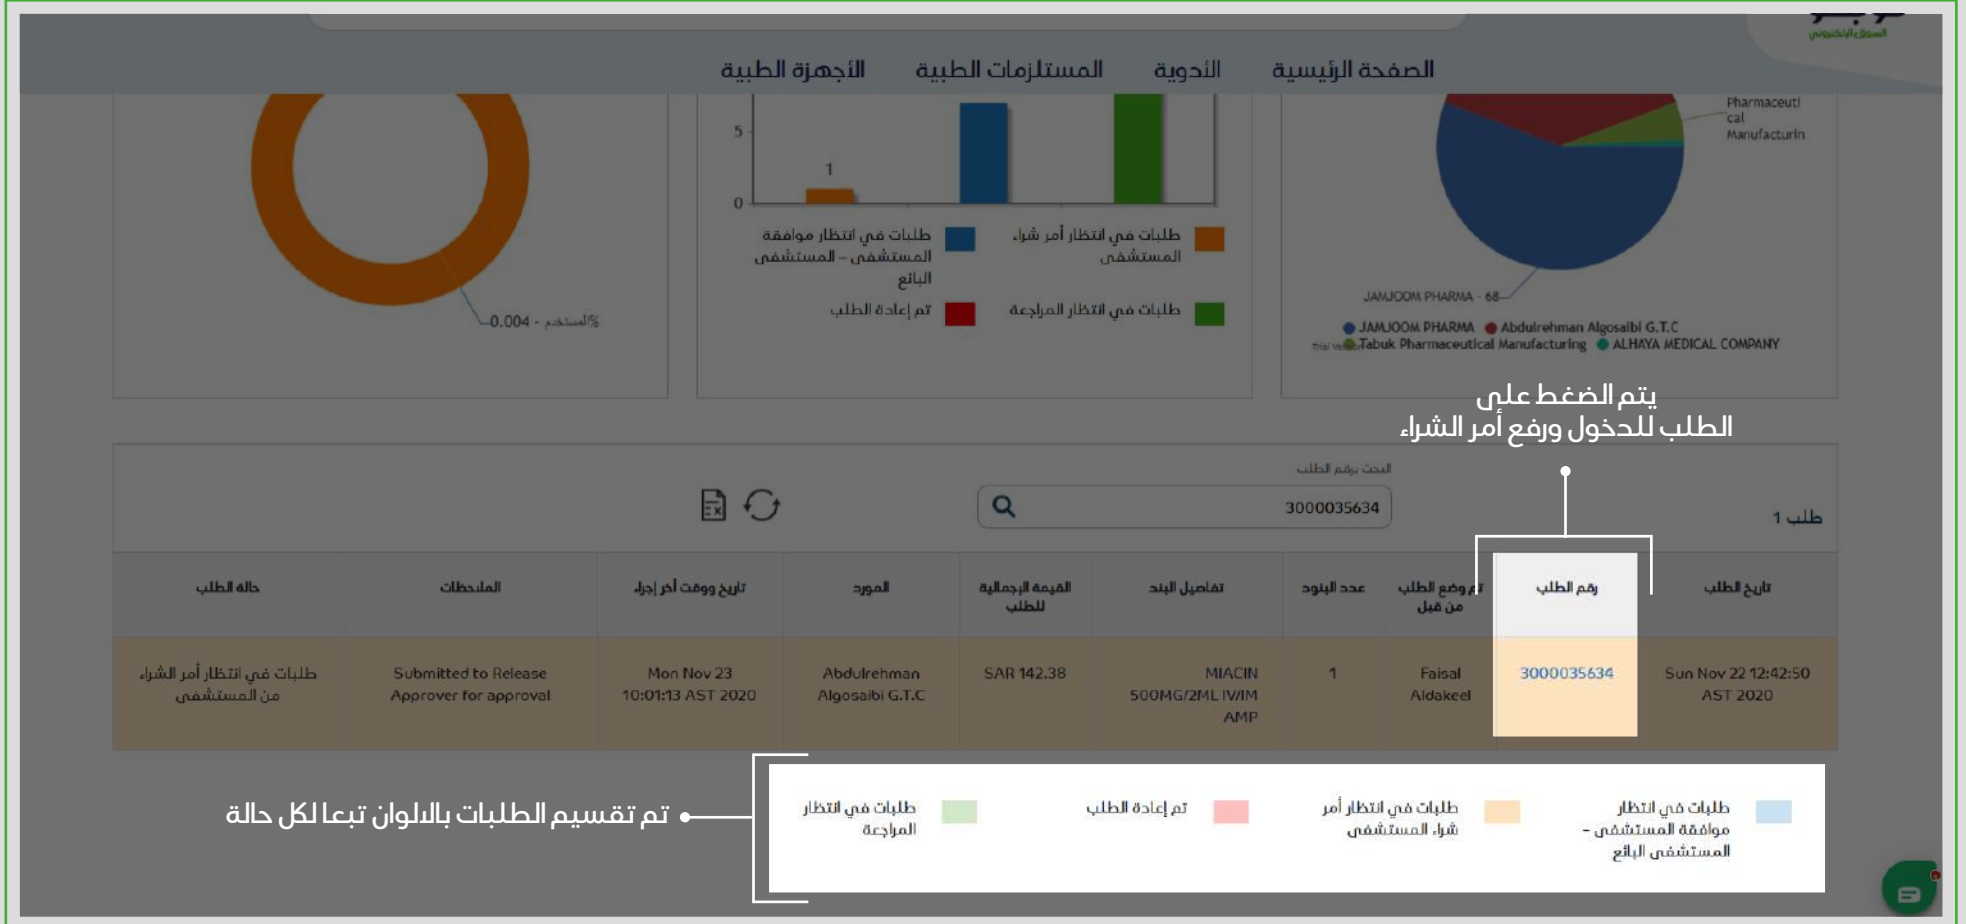 السوق الإلكتروني
الصفحة الرئيسية الأدوية المستلزمات الطبية الأجهزة الطبية
Pharmaceuti
cal
Manufacturin
JAMJOOM PHARMA - 68
JAMJOOM PHARMA Abdulrehman Algosaibi G.T.C
Tabuk Pharmaceutical Manufacturing ALHAYA MEDICAL COMPANY
5
1
0
طلبات في انتظار أمر شراء
المستشفى
طلبات في انتظار موافقة
المستشفى – المستشفى
البائع
طلبات في انتظار المراجعة
تم إعادة الطلب
%المستخدم - 0.004
يتم الضغط على
الطلب للدخول ورفع أمر الشراء
البحث برقم الطلب
3000035634
طلب 1
تاريخ الطلب
رقم الطلب
تم وضع الطلب
من قبل
عدد البنود
تفاصيل البند
القيمة الإجمالية
للطلب
المورد
تاريخ ووقت أخر إجراء
الملاحظات
حالة الطلب
Sun Nov 22 12:42:50
AST 2020
3000035634
Faisal
Aldakeel
1
MIACIN
500MG/2ML IV/IM
AMP
SAR 142.38
Abdulrehman
Algosaibi G.T.C
Mon Nov 23
10:01:13 AST 2020
Submitted to Release
Approver for approval
طلبات في انتظار أمر الشراء
من المستشفى
طلبات في انتظار
موافقة المستشفى –
المستشفى البائع
طلبات في انتظار أمر
شراء المستشفى
تم إعادة الطلب
طلبات في انتظار
المراجعة
تم تقسيم الطلبات بالالوان تبعا لكل حالة